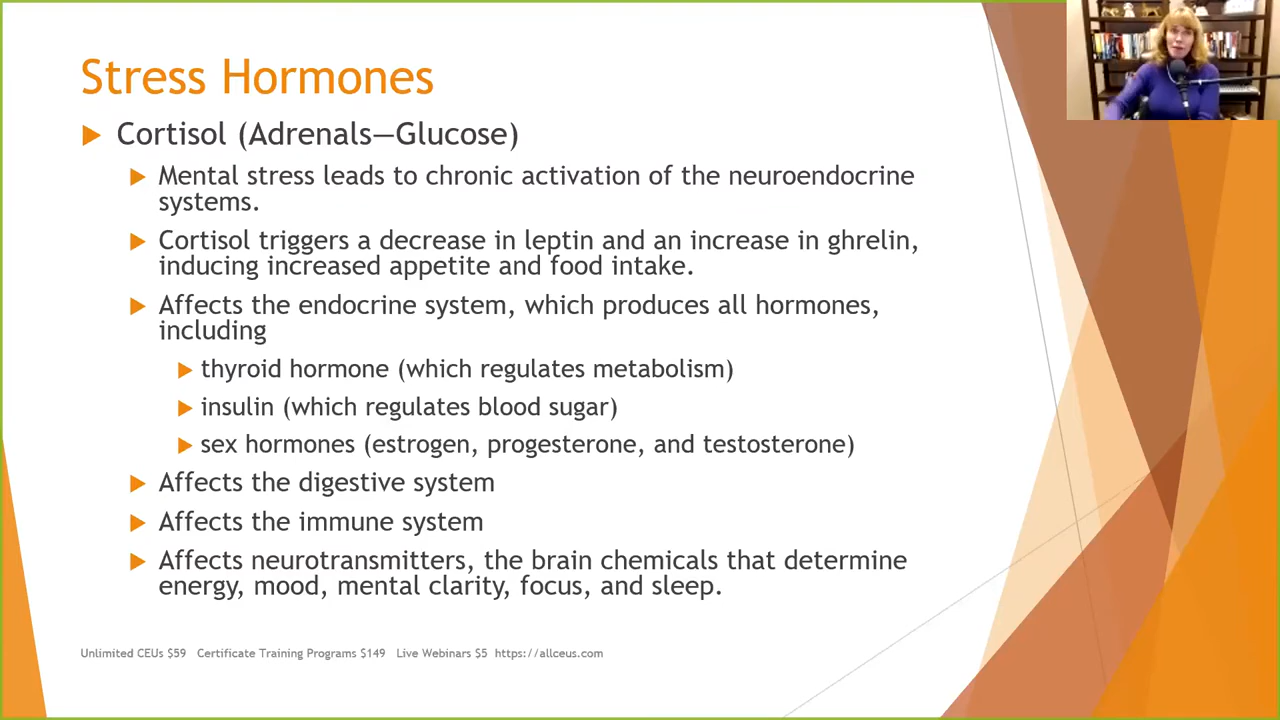 Stress Hormones
Cortisol (Adrenals—Glucose)
Mental stress leads to chronic activation of the neuroendocrine
systems.
Cortisol triggers a decrease in leptin and an increase in ghrelin,
inducing increased appetite and food intake.
Affects the endocrine system, which produces all hormones,
including
thyroid hormone (which regulates metabolism)
insulin (which regulates blood sugar)
sex hormones (estrogen, progesterone, and testosterone)
Affects the digestive system
Affects the immune system
Affects neurotransmitters, the brain chemicals that determine
energy, mood, mental clarity, focus, and sleep.
Unlimited CEUs $59 Certificate Training Programs $149 Live Webinars $5 https://allceus.com